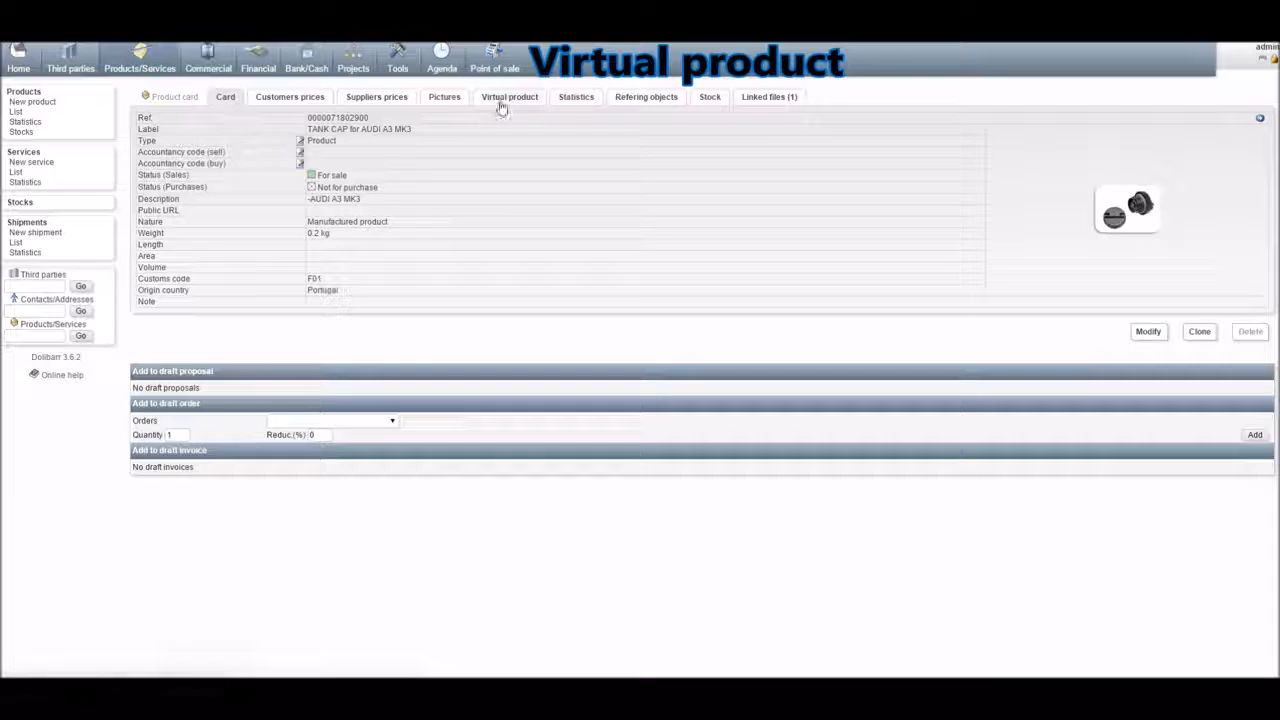 Virtual product
admin
Home Third parties Products/Services Commercial Financial Bank/Cash Projects Tools Agenda Point of sale
Products
New product
List
Statistics
Stocks
Services
New service
List
Statistics
Stocks
Shipments
New shipment
List
Statistics
Third parties
Go
Contacts/Addresses
Go
Products/Services
Go
Dolibarr 3.6.2
Online help
Product card Card Customers prices Suppliers prices Pictures Virtual product Statistics Refering objects Stock Linked files (1)
Ref. 0000071802900
Label TANK CAP for AUDI A3 MK3
Type Product
Accountancy code (sell)
Accountancy code (buy)
Status (Sales) For sale
Status (Purchases) Not for purchase
Description -AUDI A3 MK3
Public URL
Nature Manufactured product
Weight 0.2 kg
Length
Area
Volume
Customs code F01
Origin country Portugal
Note
Modify Clone Delete
Add to draft proposal
No draft proposals
Add to draft order
Orders
Quantity 1 Reduc.(%) 0 Add
Add to draft invoice
No draft invoices